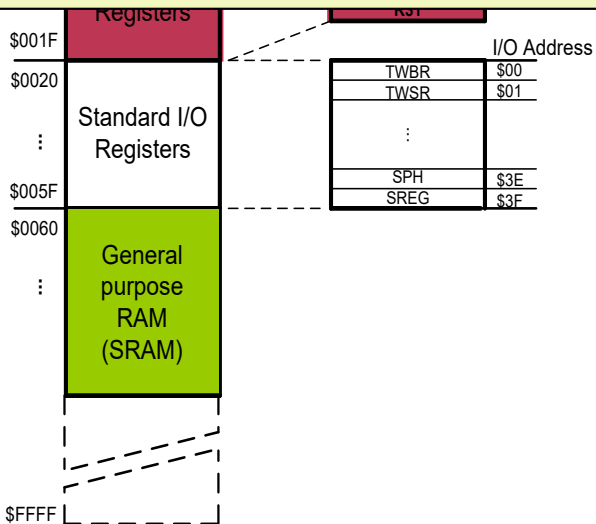 Registers
R31
$001F
I/O Address
$0020
TWBR $00
TWSR $01
Standard I/O
Registers
⋮
⋮
SPH $3E
$005F
SREG $3F
$0060
General
purpose
RAM
(SRAM)
⋮
$FFFF